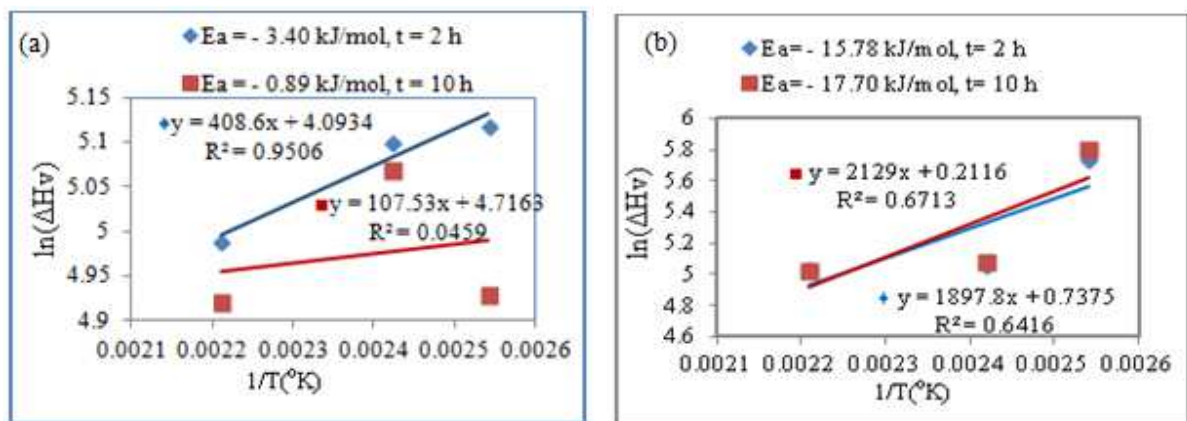 (a)
Ea = - 3.40 kJ/mol, t = 2 h
Ea = - 0.89 kJ/mol, t = 10 h
5.15
5.1
5.05
5
4.95
4.9
y = 408.6x + 4.0934
R² = 0.9506
y = 107.53x + 4.7163
R² = 0.0459
ln(ΔHv)
0.0021 0.0022 0.0023 0.0024 0.0025 0.0026
1/T(°K)
(b)
Ea= - 15.78 kJ/mol, t= 2 h
Ea= - 17.70 kJ/mol, t= 10 h
6
5.8
5.6
5.4
5.2
5
4.8
4.6
y = 2129x + 0.2116
R² = 0.6713
y = 1897.8x + 0.7375
R² = 0.6416
ln(ΔHv)
0.0021 0.0022 0.0023 0.0024 0.0025 0.0026
1/T(°K)